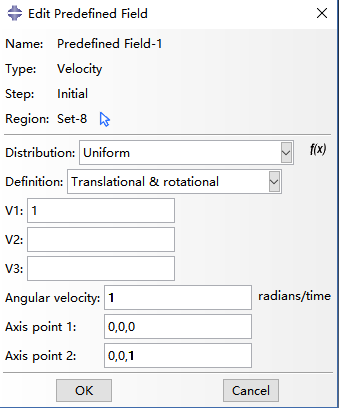 Edit Predefined Field
Name: Predefined Field-1
Type: Velocity
Step: Initial
Region: Set-8
Distribution: Uniform f(x)
Definition: Translational & rotational
V1: 1
V2:
V3:
Angular velocity: 1 radians/time
Axis point 1: 0,0,0
Axis point 2: 0,0,1
OK Cancel